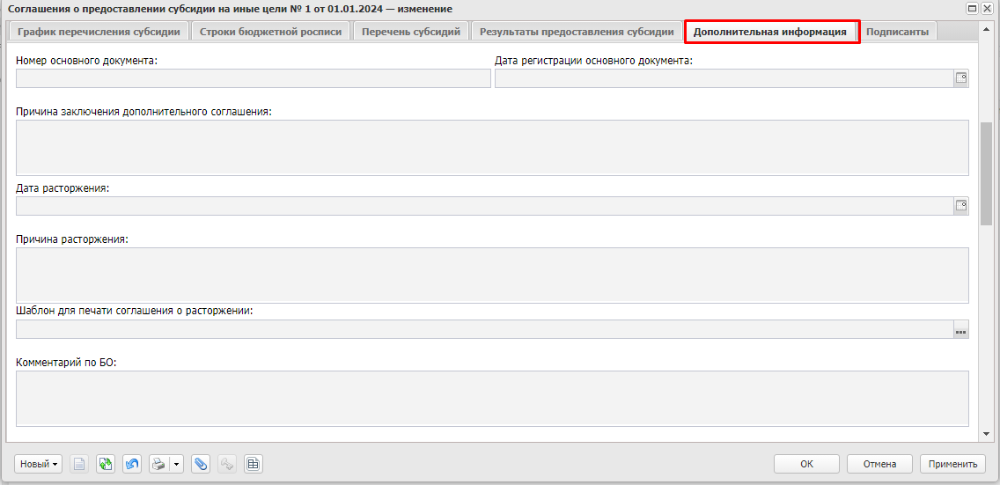 Соглашения о предоставлении субсидии на иные цели № 1 от 01.01.2024 — изменение
График перечисления субсидии Строки бюджетной росписи Перечень субсидий Результаты предоставления субсидии Дополнительная информация Подписанты
Номер основного документа: Дата регистрации основного документа:
Причина заключения дополнительного соглашения:
Дата расторжения:
Причина расторжения:
Шаблон для печати соглашения о расторжении:
Комментарий по БО:
Новый ОК Отмена Применить